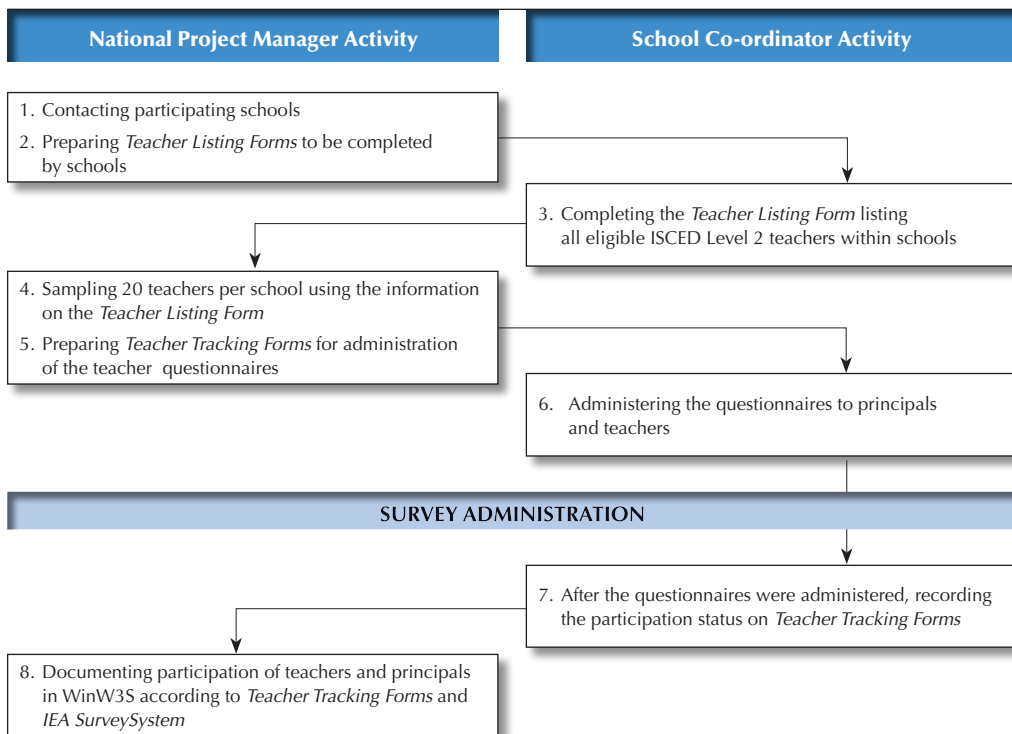 National Project Manager Activity
School Co-ordinator Activity
1. Contacting participating schools
2. Preparing Teacher Listing Forms to be completed
by schools
3. Completing the Teacher Listing Form listing
all eligible ISCED Level 2 teachers within schools
4. Sampling 20 teachers per school using the information
on the Teacher Listing Form
5. Preparing Teacher Tracking Forms for administration
of the teacher questionnaires
6. Administering the questionnaires to principals
and teachers
SURVEY ADMINISTRATION
7. After the questionnaires were administered, recording
the participation status on Teacher Tracking Forms
8. Documenting participation of teachers and principals
in WinW3S according to Teacher Tracking Forms and
IEA SurveySystem